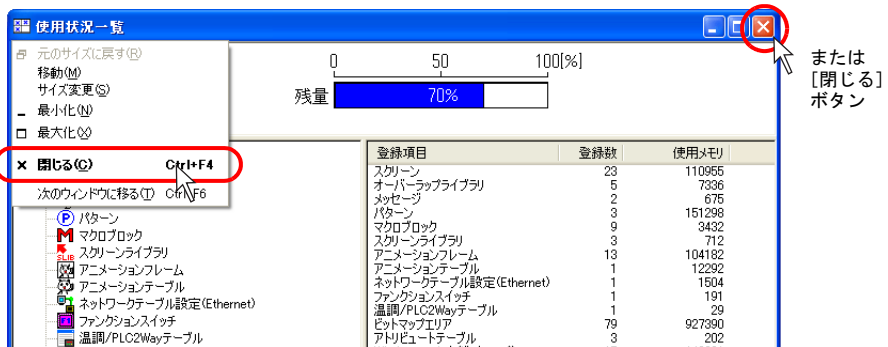 使用状況一覧
元のサイズに戻す(R)
移動(M)
サイズ変更(S)
最小化(N)
最大化(X)
閉じる(C) Ctrl+F4
次のウィンドウに移る(T) Ctrl+F6
0 50 100[%]
残量 70%
または
[閉じる]
ボタン
パターン
マクロブロック
スクリーンライブラリ
アニメーションフレーム
アニメーションテーブル
ネットワークテーブル設定(Ethernet)
ファンクションスイッチ
温調/PLC2Wayテーブル
登録項目 登録数 使用メモリ
スクリーン 23 110955
オーバーラップライブラリ 5 7336
メッセージ 2 675
パターン 3 151298
マクロブロック 9 3432
スクリーンライブラリ 3 712
アニメーションフレーム 13 104182
アニメーションテーブル 1 12292
ネットワークテーブル設定(Ethernet) 1 1504
ファンクションスイッチ 1 191
温調/PLC2Wayテーブル 1 29
ビットマップエリア 79 927390
アトリビュートテーブル 3 202